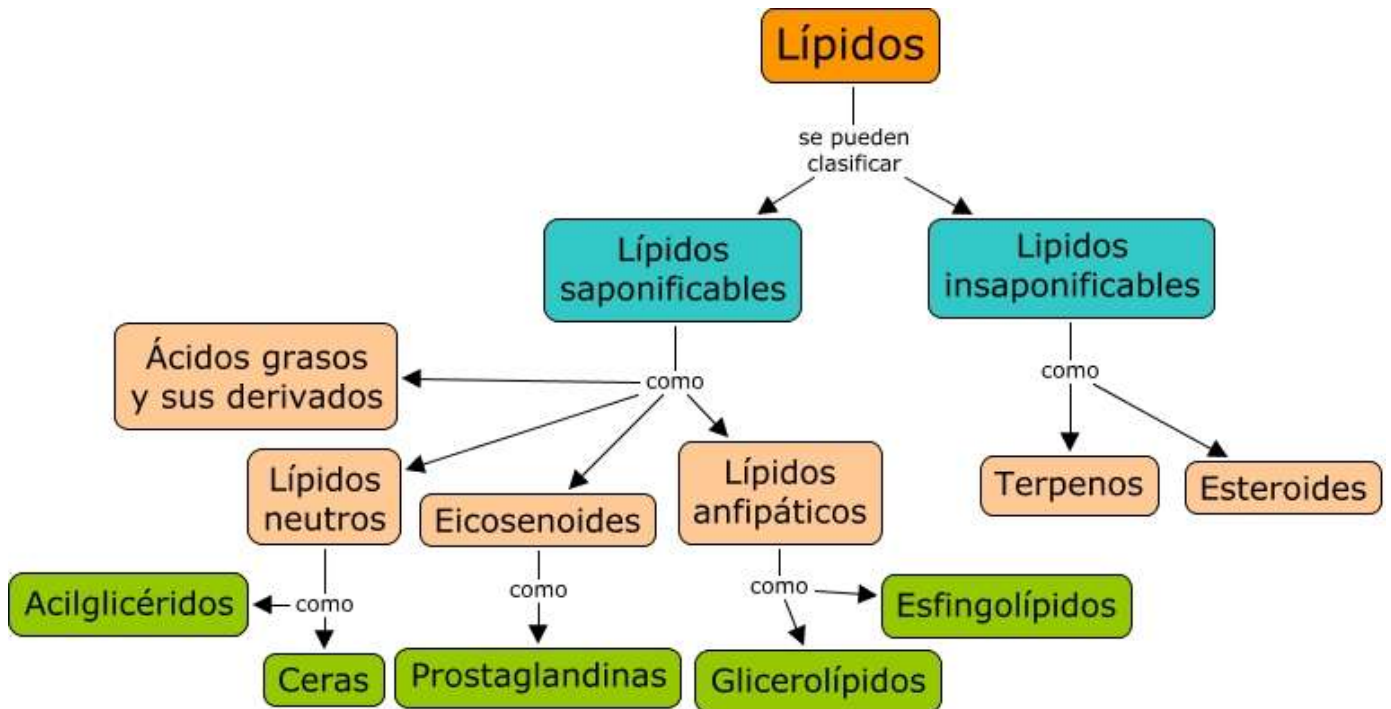 Lípidos
se pueden
clasificar
Lípidos
saponificables
Lipidos
insaponificables
Ácidos grasos
y sus derivados
como
como
Lípidos
neutros
Eicosenoides
Lípidos
anfipáticos
Terpenos
Esteroides
Acilglicéridos
como
como
como
Esfingolípidos
Ceras
Prostaglandinas
Glicerolípidos